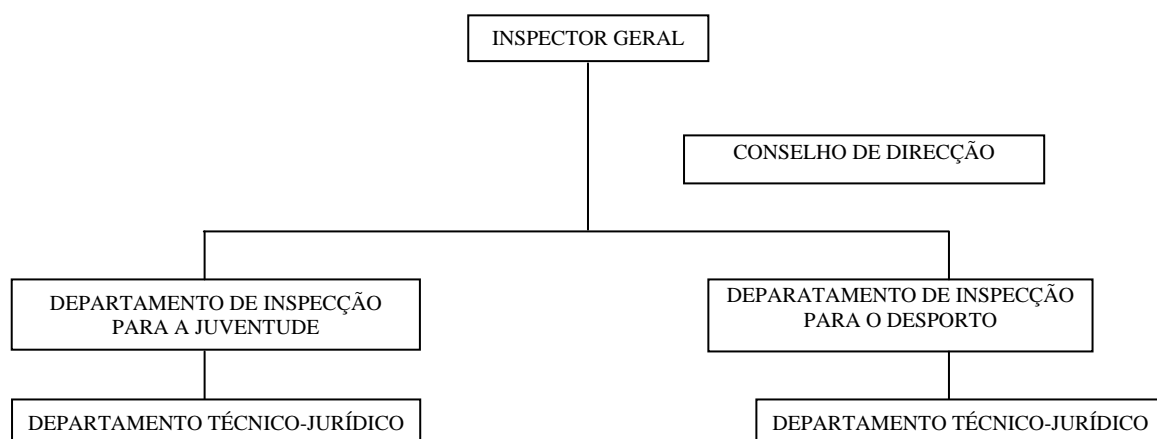 INSPECTOR GERAL
CONSELHO DE DIRECÇÃO
DEPARTAMENTO DE INSPECÇÃO
PARA A JUVENTUDE
DEPARATAMENTO DE INSPECÇÃO
PARA O DESPORTO
DEPARTAMENTO TÉCNICO-JURÍDICO
DEPARTAMENTO TÉCNICO-JURÍDICO